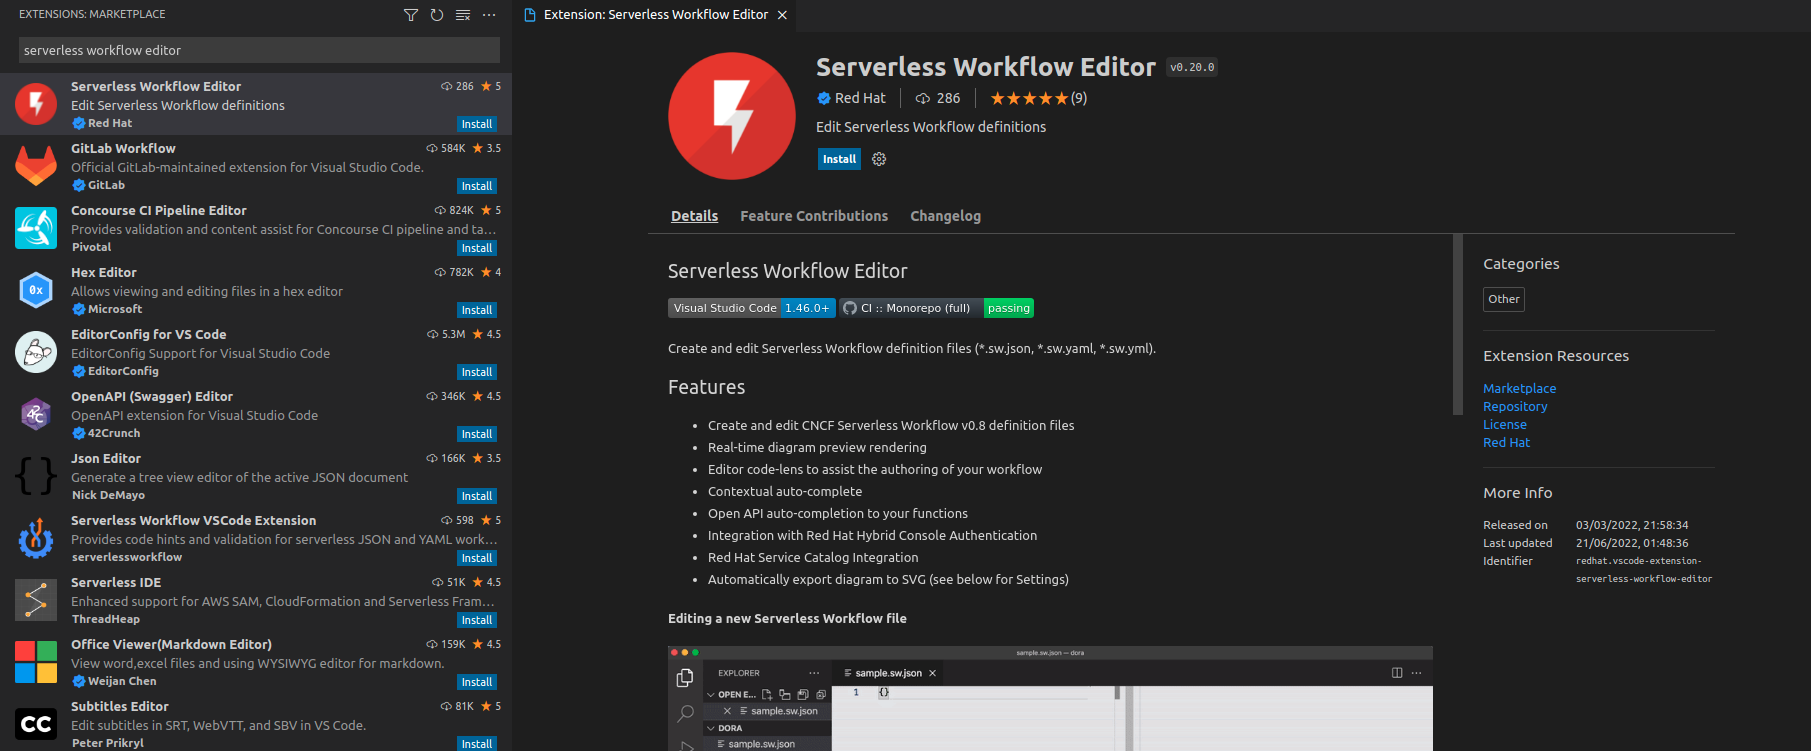 EXTENSIONS: MARKETPLACE
serverless workflow editor
Serverless Workflow Editor 286 5
Edit Serverless Workflow definitions
Red Hat Install
GitLab Workflow 584K 3.5
Official GitLab-maintained extension for Visual Studio Code.
GitLab Install
Concourse CI Pipeline Editor 824K 5
Provides validation and content assist for Concourse CI pipeline and ta...
Pivotal Install
0x
Hex Editor 782K 4
Allows viewing and editing files in a hex editor
Microsoft Install
EditorConfig for VS Code 5.3M 4.5
EditorConfig Support for Visual Studio Code
EditorConfig Install
42C
OpenAPI (Swagger) Editor 346K 4.5
OpenAPI extension for Visual Studio Code
42Crunch Install
{}
Json Editor 166K 3.5
Generate a tree view editor of the active JSON document
Nick DeMayo Install
Serverless Workflow VSCode Extension 598 5
Provides code hints and validation for serverless JSON and YAML work...
serverlessworkflow Install
Serverless IDE 51K 4.5
Enhanced support for AWS SAM, CloudFormation and Serverless Fram...
ThreadHeap Install
Office Viewer(Markdown Editor) 159K 4.5
View word,excel files and using WYSIWYG editor for markdown.
Weijan Chen Install
CC
Subtitles Editor 81K 5
Edit subtitles in SRT, WebVTT, and SBV in VS Code.
Peter Prikryl Install
Extension: Serverless Workflow Editor
Serverless Workflow Editor v0.20.0
Red Hat 286 (9)
Edit Serverless Workflow definitions
Install
Details Feature Contributions Changelog
Serverless Workflow Editor
Visual Studio Code 1.46.0+ CI :: Monorepo (full) passing
Create and edit Serverless Workflow definition files (*.sw.json, *.sw.yaml, *.sw.yml).
Features
• Create and edit CNCF Serverless Workflow v0.8 definition files
• Real-time diagram preview rendering
• Editor code-lens to assist the authoring of your workflow
• Contextual auto-complete
• Open API auto-completion to your functions
• Integration with Red Hat Hybrid Console Authentication
• Red Hat Service Catalog Integration
• Automatically export diagram to SVG (see below for Settings)
Editing a new Serverless Workflow file
sample.sw.json — dora
EXPLORER
sample.sw.json
OPEN E...
1 {}
sample.sw.json
DORA
sample.sw.json
Categories
Other
Extension Resources
Marketplace
Repository
License
Red Hat
More Info
Released on 03/03/2022, 21:58:34
Last updated 21/06/2022, 01:48:36
Identifier redhat.vscode-extension-
serverless-workflow-editor